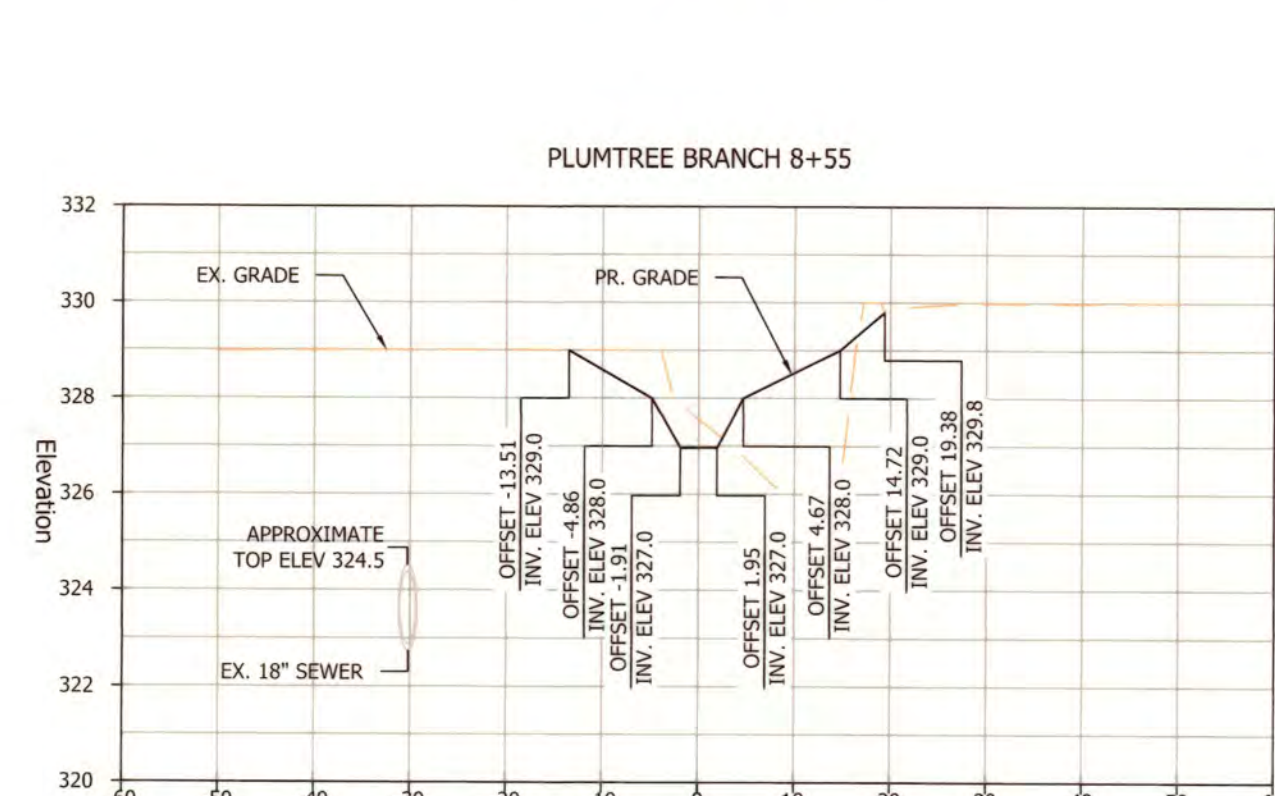 PLUMTREE BRANCH 8+55
332
330
328
326
324
322
320
Elevation
EX. GRADE
PR. GRADE
APPROXIMATE
TOP ELEV 324.5
EX. 18" SEWER
OFFSET -13.51
INV. ELEV 329.0
OFFSET -4.86
INV. ELEV 328.0
OFFSET -1.91
INV. ELEV 327.0
OFFSET 1.95
INV. ELEV 327.0
OFFSET 4.67
INV. ELEV 328.0
OFFSET 14.72
INV. ELEV 329.0
OFFSET 19.38
INV. ELEV 329.8